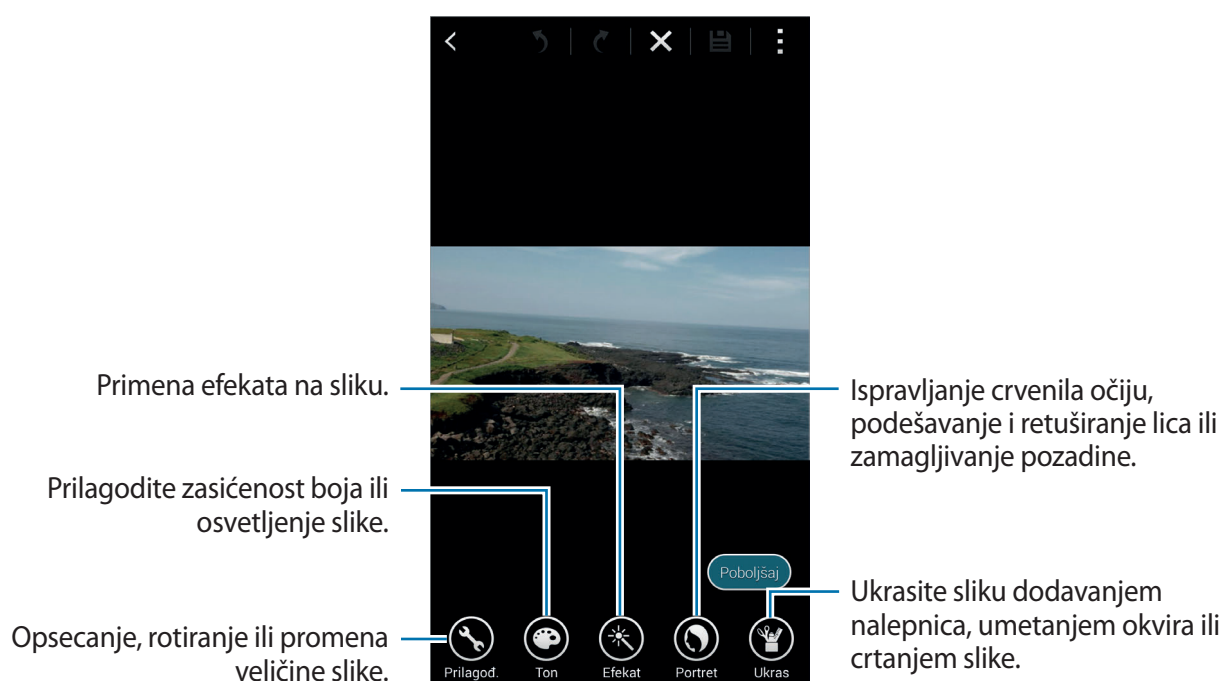 Primena efekata na sliku.
Prilagodite zasićenost boja ili
osvetljenje slike.
Opsecanje, rotiranje ili promena
veličine slike.
Ispravljanje crvenila očiju,
podešavanje i retuširanje lica ili
zamagljivanje pozadine.
Poboljšaj
Ukrasite sliku dodavanjem
nalepnica, umetanjem okvira ili
crtanjem slike.
Prilagođ.
Ton
Efekat
Portret
Ukras